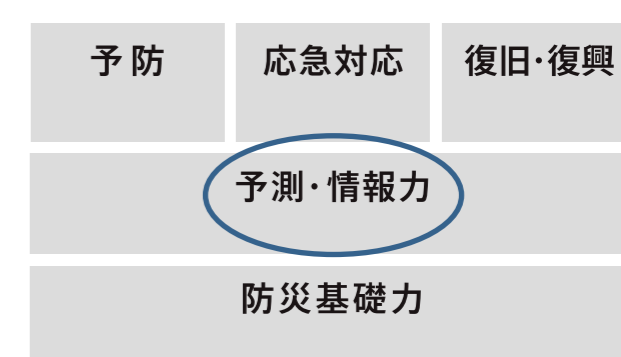 予防
応急対応
復旧・復興
予測・情報力
防災基礎力